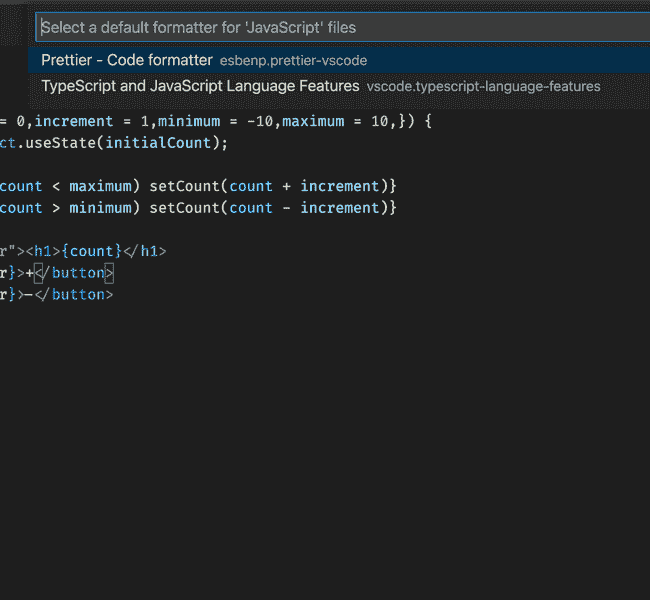 Select a default formatter for 'JavaScript' files
Prettier - Code formatter esbenp.prettier-vscode
TypeScript and JavaScript Language Features vscode.typescript-language-features
= 0,increment = 1,minimum = -10,maximum = 10,}) {
ct.useState(initialCount);
count < maximum) setCount(count + increment)}
count > minimum) setCount(count - increment)}
r"><h1>{count}</h1>
r}>+</button>
r}>-</button>